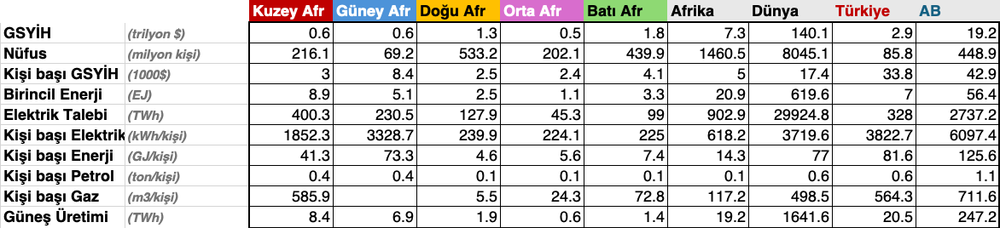 Kuzey Afr Güney Afr Doğu Afr Orta Afr Batı Afr Afrika Dünya Türkiye AB
GSYİH (trilyon $) 0.6 0.6 1.3 0.5 1.8 7.3 140.1 2.9 19.2
Nüfus (milyon kişi) 216.1 69.2 533.2 202.1 439.9 1460.5 8045.1 85.8 448.9
Kişi başı GSYİH (1000$) 3 8.4 2.5 2.4 4.1 5 17.4 33.8 42.9
Birincil Enerji (EJ) 8.9 5.1 2.5 1.1 3.3 20.9 619.6 7 56.4
Elektrik Talebi (TWh) 400.3 230.5 127.9 45.3 99 902.9 29924.8 328 2737.2
Kişi başı Elektrik (kWh/kişi) 1852.3 3328.7 239.9 224.1 225 618.2 3719.6 3822.7 6097.4
Kişi başı Enerji (GJ/kişi) 41.3 73.3 4.6 5.6 7.4 14.3 77 81.6 125.6
Kişi başı Petrol (ton/kişi) 0.4 0.4 0.1 0.1 0.1 0.1 0.6 0.6 1.1
Kişi başı Gaz (m3/kişi) 585.9 5.5 24.3 72.8 117.2 498.5 564.3 711.6
Güneş Üretimi (TWh) 8.4 6.9 1.9 0.6 1.4 19.2 1641.6 20.5 247.2